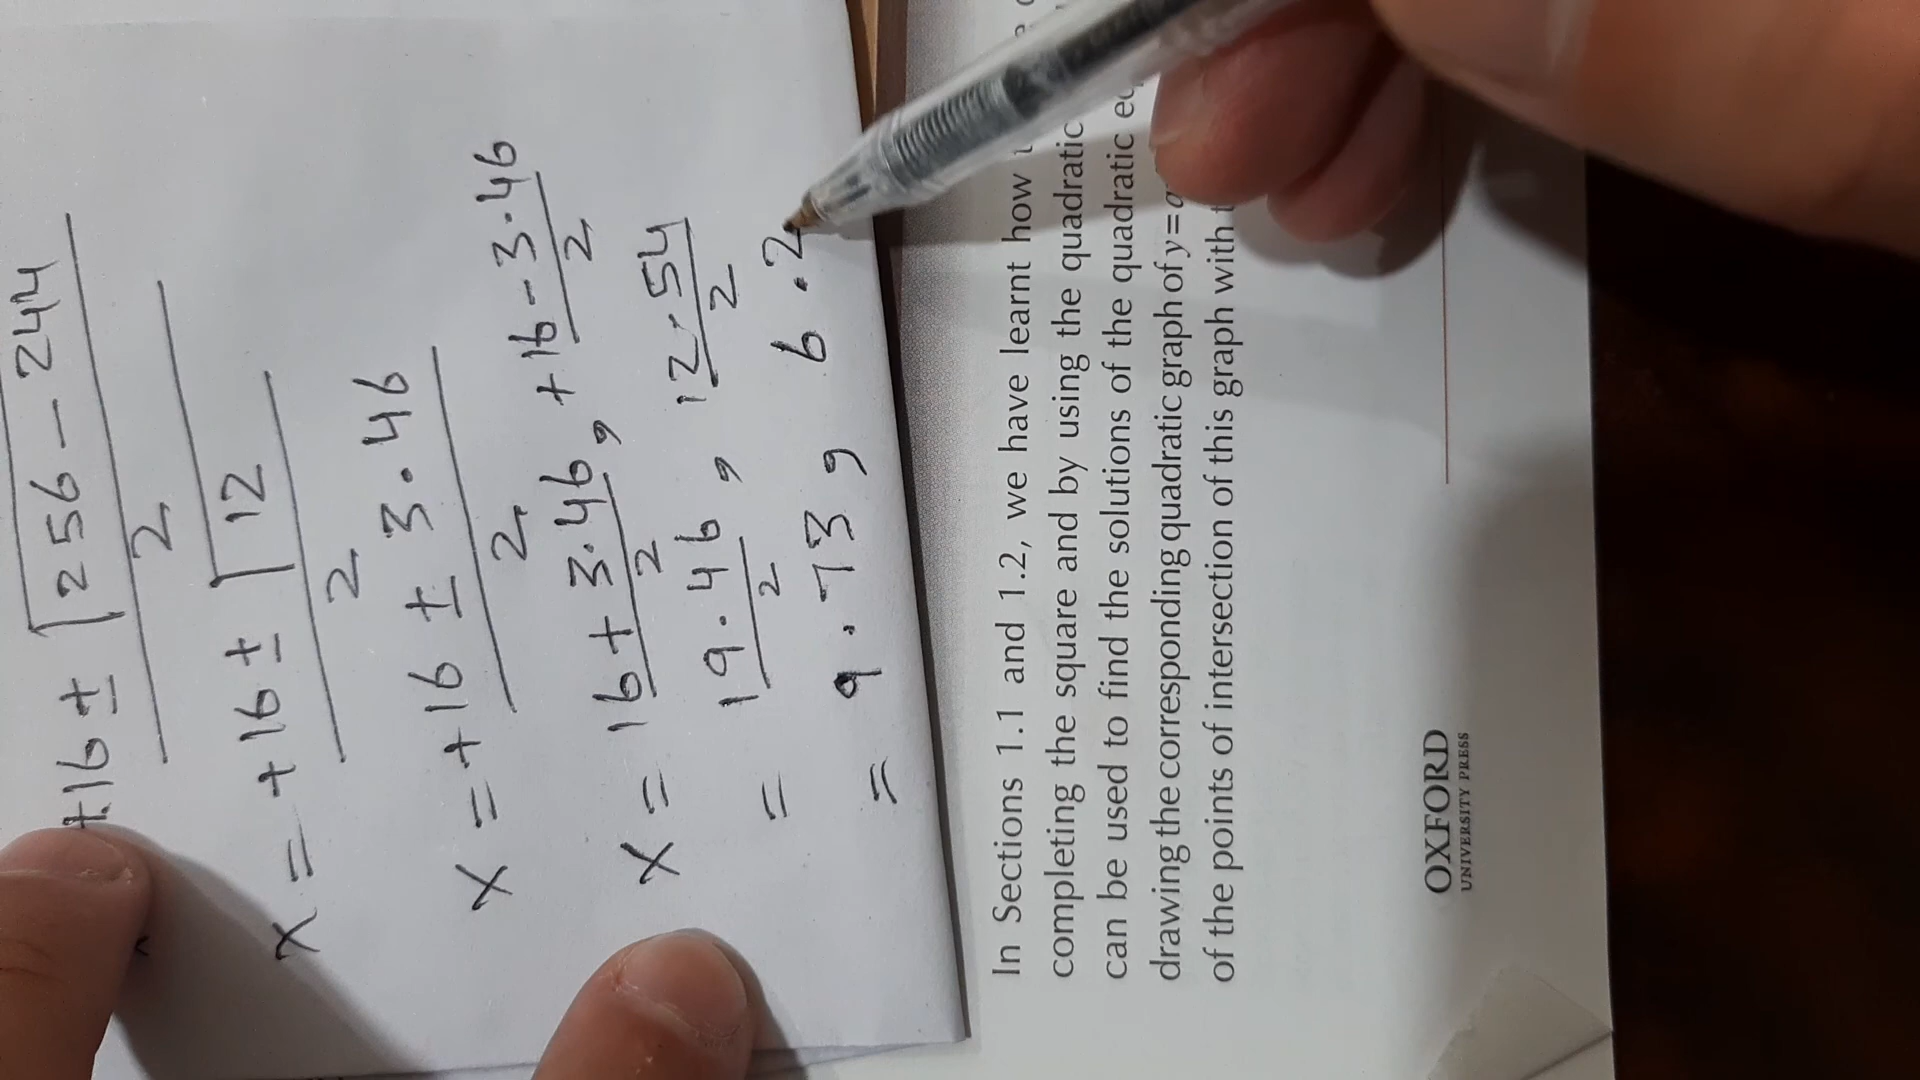 +16 ± √256 - 244
2
x = +16 ± √12
2
x = +16 ± 3.46
2
x = 16 + 3.46 , +16 - 3.46
2 2
= 19.46 , 12.54
2 2
= 9.73 , 6.2
In Sections 1.1 and 1.2, we have learnt how
completing the square and by using the quadratic
can be used to find the solutions of the quadratic
drawing the corresponding quadratic graph of y =
of the points of intersection of this graph with
OXFORD
UNIVERSITY PRESS